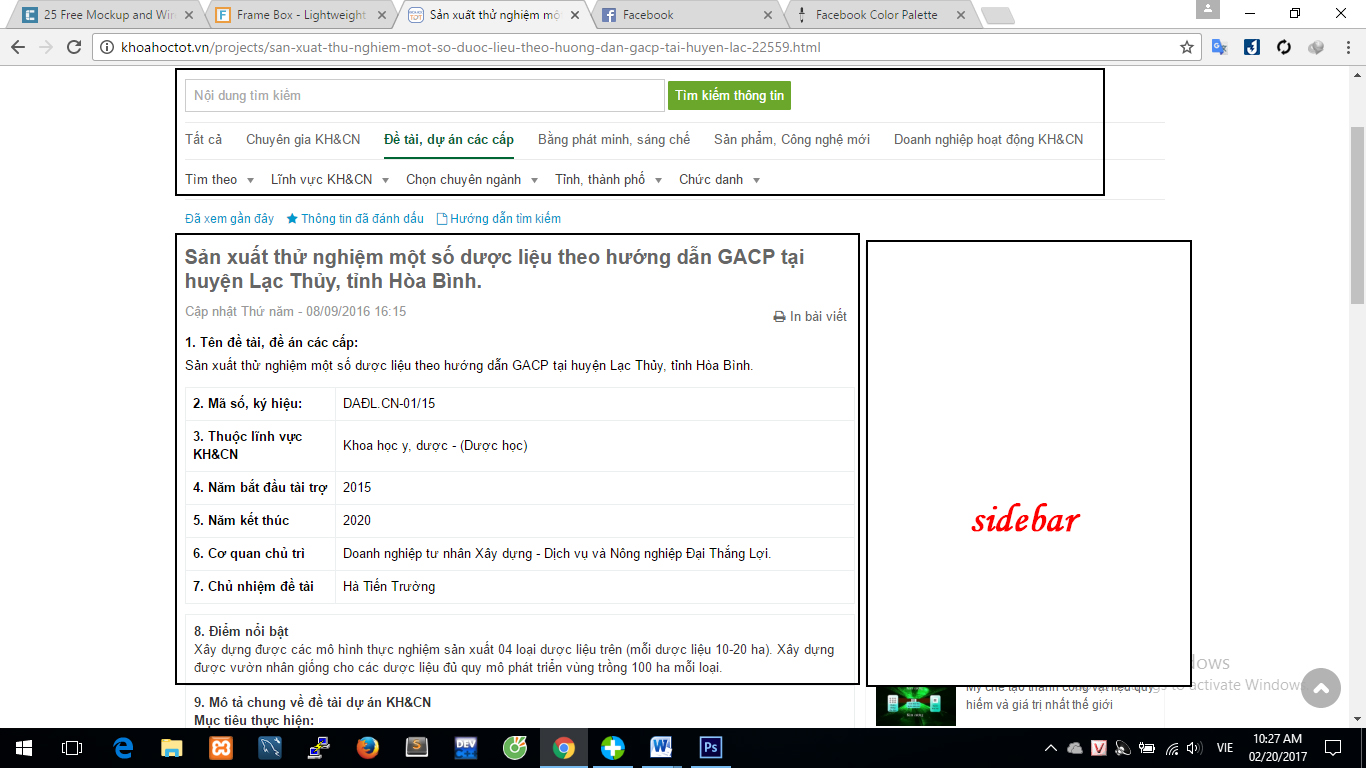 25 Free Mockup and Wir
Frame Box - Lightweight
Sản xuất thử nghiệm mộ
Facebook
Facebook Color Palette
khoahoctot.vn/projects/san-xuat-thu-nghiem-mot-so-duoc-lieu-theo-huong-dan-gacp-tai-huyen-lac-22559.html
Nội dung tìm kiếm
Tìm kiếm thông tin
Tất cả Chuyên gia KH&CN Đề tài, dự án các cấp Bằng phát minh, sáng chế Sản phẩm, Công nghệ mới Doanh nghiệp hoạt động KH&CN
Tìm theo Lĩnh vực KH&CN Chọn chuyên ngành Tỉnh, thành phố Chức danh
Đã xem gần đây Thông tin đã đánh dấu Hướng dẫn tìm kiếm
Sản xuất thử nghiệm một số dược liệu theo hướng dẫn GACP tại
huyện Lạc Thủy, tỉnh Hòa Bình.
Cập nhật Thứ năm - 08/09/2016 16:15
In bài viết
1. Tên đề tài, đề án các cấp:
Sản xuất thử nghiệm một số dược liệu theo hướng dẫn GACP tại huyện Lạc Thủy, tỉnh Hòa Bình.
2. Mã số, ký hiệu: DAĐL.CN-01/15
3. Thuộc lĩnh vực
KH&CN
Khoa học y, dược - (Dược học)
4. Năm bắt đầu tài trợ 2015
5. Năm kết thúc 2020
6. Cơ quan chủ trì Doanh nghiệp tư nhân Xây dựng - Dịch vụ và Nông nghiệp Đại Thắng Lợi.
7. Chủ nhiệm đề tài Hà Tiến Trường
8. Điểm nổi bật
Xây dựng được các mô hình thực nghiệm sản xuất 04 loại dược liệu trên (mỗi dược liệu 10-20 ha). Xây dựng
được vườn nhân giống cho các dược liệu đủ quy mô phát triển vùng trồng 100 ha mỗi loại.
9. Mô tả chung về đề tài dự án KH&CN
Mục tiêu thực hiện:
sidebar
dows
Mỹ chế tạo thành công vật liệu quý
hiếm và giá trị nhất thế giới
activate Windows
VIE
10:27 AM
02/20/2017